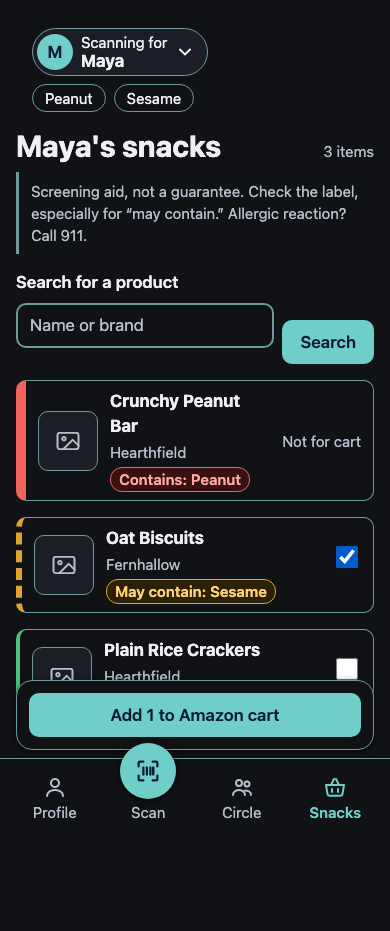 M
Scanning for
Maya
Peanut
Sesame
Maya's snacks
3 items
Screening aid, not a guarantee. Check the label,
especially for “may contain.” Allergic reaction?
Call 911.
Search for a product
Name or brand
Search
Crunchy Peanut
Bar
Hearthfield
Contains: Peanut
Not for cart
Oat Biscuits
Fernhallow
May contain: Sesame
Plain Rice Crackers
Hearthfield
Add 1 to Amazon cart
Profile
Scan
Circle
Snacks